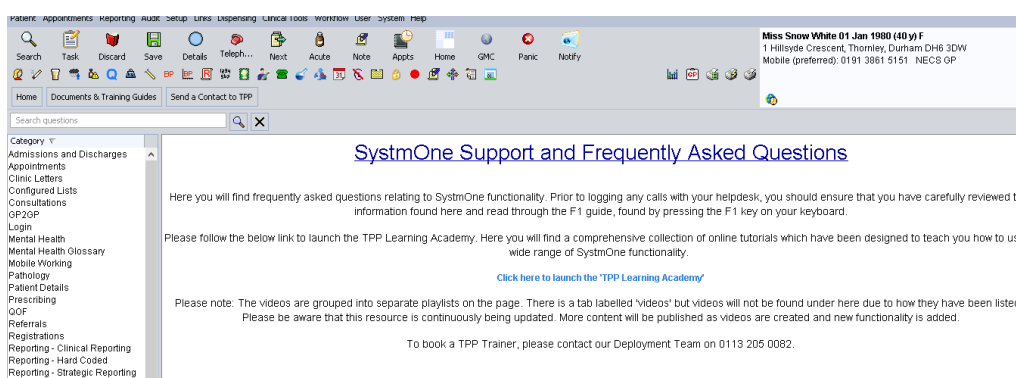 Patient Appointments Reporting Audit Setup Links Dispensing Clinical Tools Workflow User System Help
Search Task Discard Save Details Teleph... Next Acute Note Appts Home GMC Panic Notify
Miss Snow White 01 Jan 1980 (40 y) F
1 Hillsyde Crescent, Thornley, Durham DH6 3DW
Mobile (preferred): 0191 3861 5151 NECS GP
Home Documents & Training Guides Send a Contact to TPP
Search questions
Category
Admissions and Discharges
Appointments
Clinic Letters
Configured Lists
Consultations
GP2GP
Login
Mental Health
Mental Health Glossary
Mobile Working
Pathology
Patient Details
Prescribing
QOF
Referrals
Registrations
Reporting - Clinical Reporting
Reporting - Hard Coded
Reporting - Strategic Reporting
SystmOne Support and Frequently Asked Questions
Here you will find frequently asked questions relating to SystmOne functionality. Prior to logging any calls with your helpdesk, you should ensure that you have carefully reviewed t
information found here and read through the F1 guide, found by pressing the F1 key on your keyboard.
Please follow the below link to launch the TPP Learning Academy. Here you will find a comprehensive collection of online tutorials which have been designed to teach you how to us
wide range of SystmOne functionality.
Click here to launch the 'TPP Learning Academy'
Please note: The videos are grouped into separate playlists on the page. There is a tab labelled 'videos' but videos will not be found under here due to how they have been liste
Please be aware that this resource is continuously being updated. More content will be published as videos are created and new functionality is added.
To book a TPP Trainer, please contact our Deployment Team on 0113 205 0082.